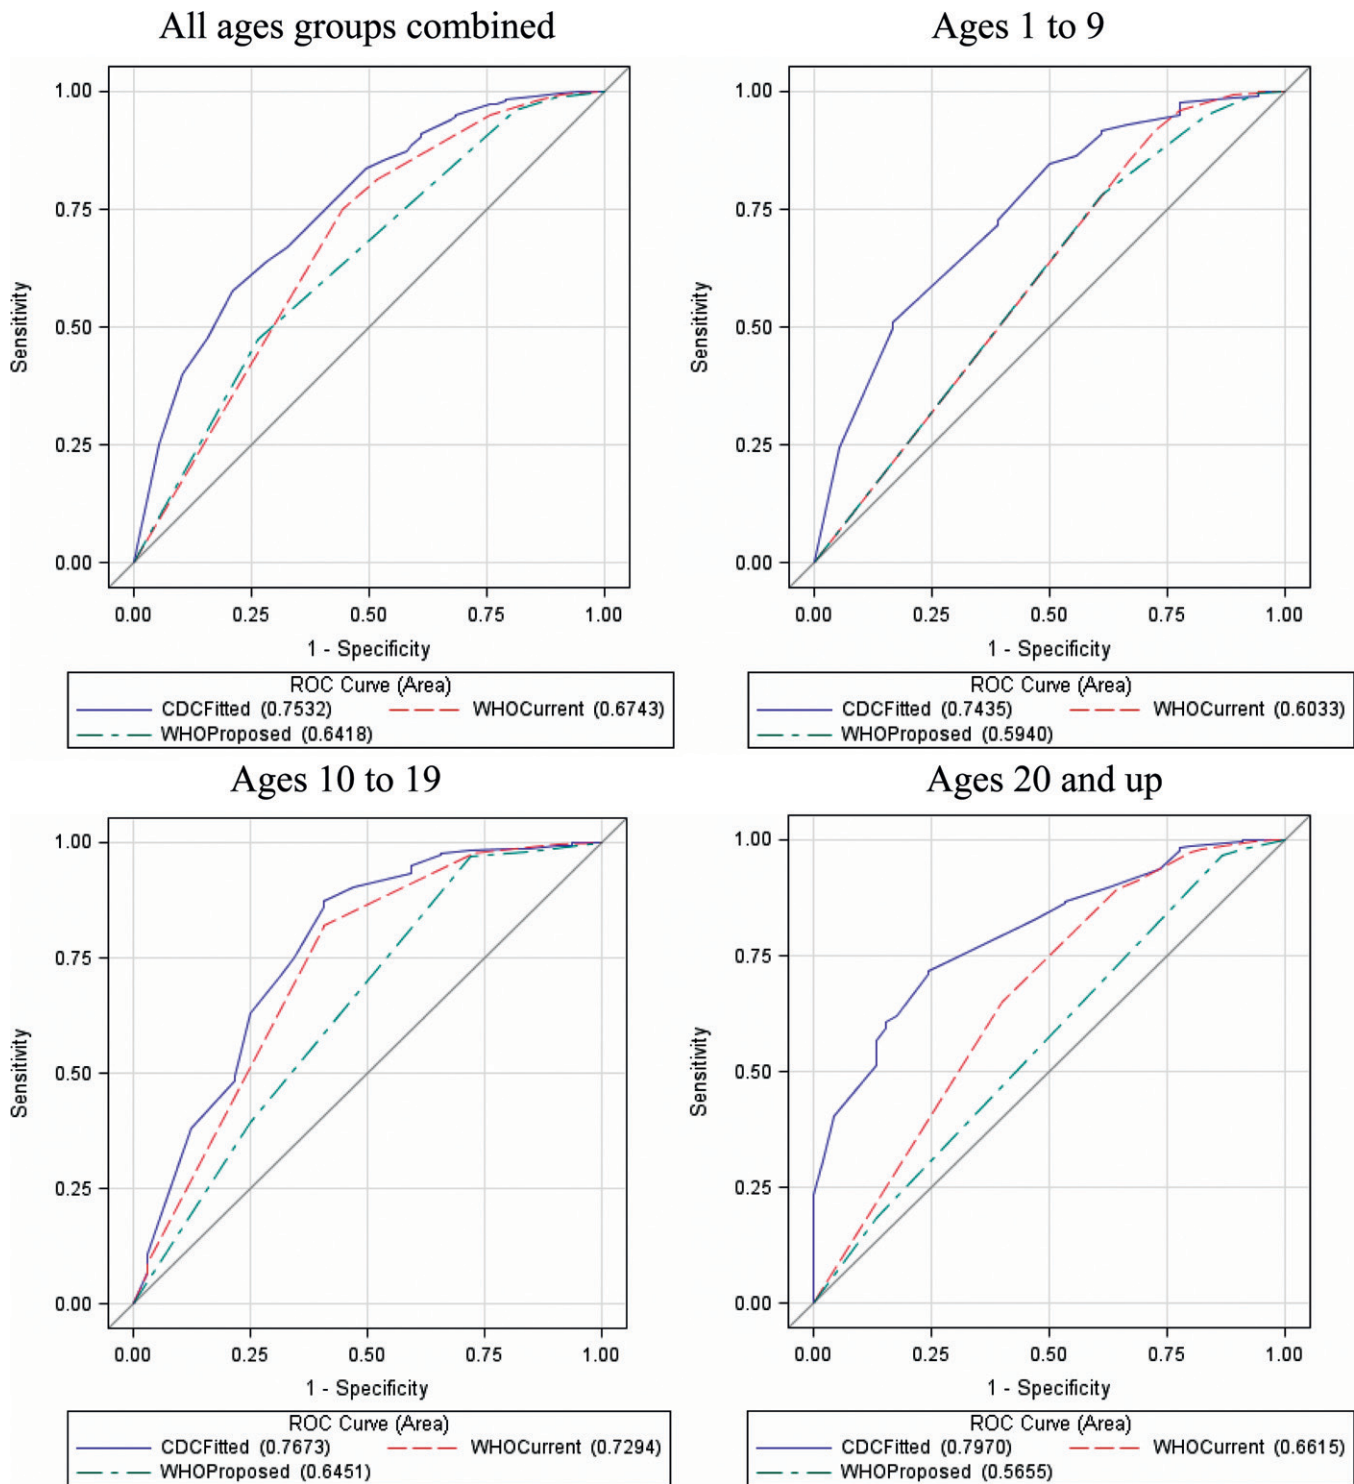 All ages groups combined
Ages 1 to 9
Sensitivity
1.00
0.75
0.50
0.25
0.00
0.00 0.25 0.50 0.75 1.00
1 - Specificity
ROC Curve (Area)
CDCFitted (0.7532) WHOCurrent (0.6743)
WHOProposed (0.6418)
Sensitivity
1.00
0.75
0.50
0.25
0.00
0.00 0.25 0.50 0.75 1.00
1 - Specificity
ROC Curve (Area)
CDCFitted (0.7435) WHOCurrent (0.6033)
WHOProposed (0.5940)
Ages 10 to 19
Ages 20 and up
Sensitivity
1.00
0.75
0.50
0.25
0.00
0.00 0.25 0.50 0.75 1.00
1 - Specificity
ROC Curve (Area)
CDCFitted (0.7673) WHOCurrent (0.7294)
WHOProposed (0.6451)
Sensitivity
1.00
0.75
0.50
0.25
0.00
0.00 0.25 0.50 0.75 1.00
1 - Specificity
ROC Curve (Area)
CDCFitted (0.7970) WHOCurrent (0.6615)
WHOProposed (0.5655)